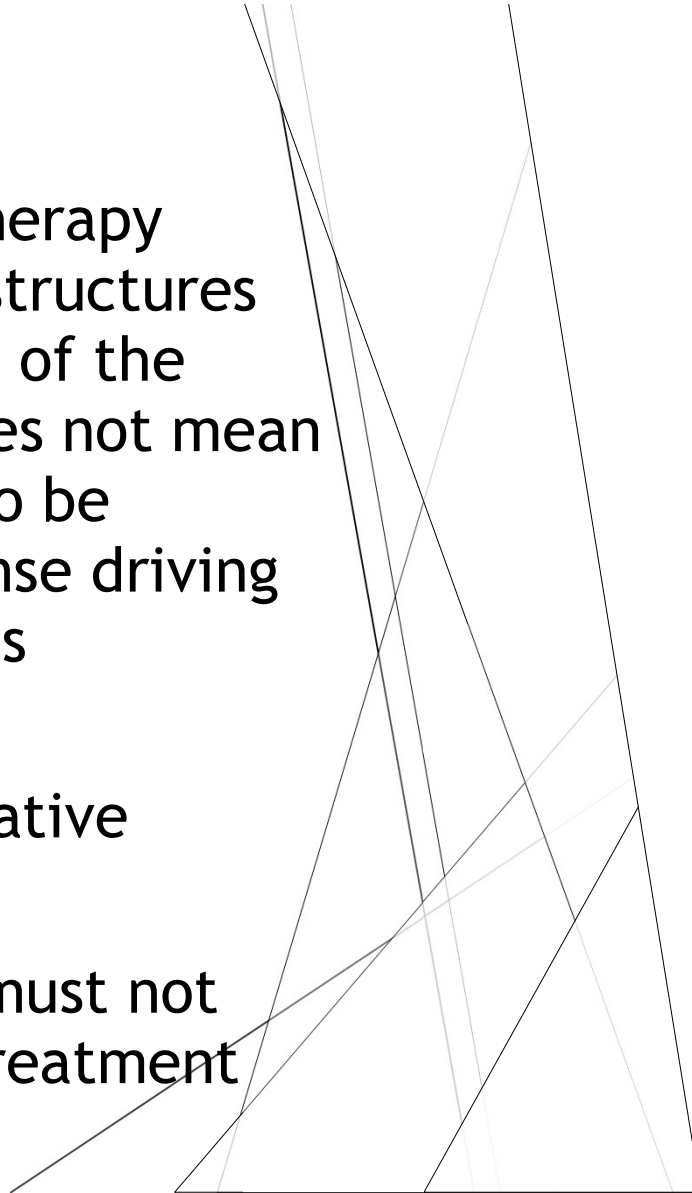 herapy
structures
of the
es not mean
o be
nse driving
s
ative
must not
reatment